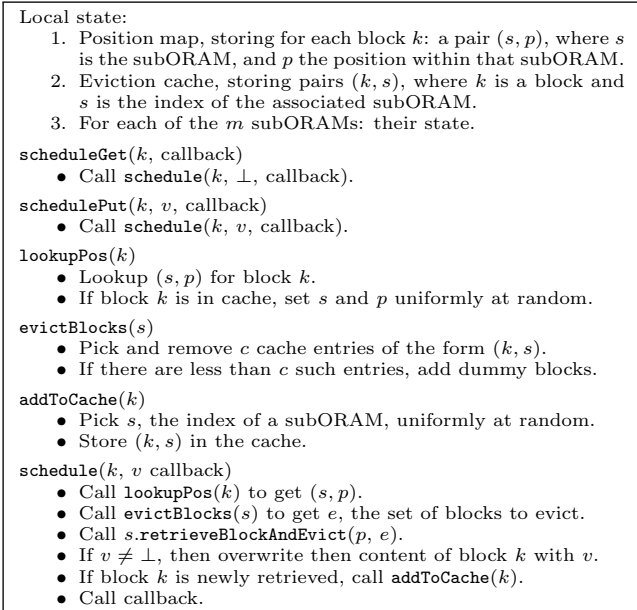 Local state:
1. Position map, storing for each block k: a pair (s, p), where s
is the subORAM, and p the position within that subORAM.
2. Eviction cache, storing pairs (k, s), where k is a block and
s is the index of the associated subORAM.
3. For each of the m subORAMs: their state.
scheduleGet(k, callback)
• Call schedule(k, ⊥, callback).
schedulePut(k, v, callback)
• Call schedule(k, v, callback).
lookupPos(k)
• Lookup (s, p) for block k.
• If block k is in cache, set s and p uniformly at random.
evictBlocks(s)
• Pick and remove c cache entries of the form (k, s).
• If there are less than c such entries, add dummy blocks.
addToCache(k)
• Pick s, the index of a subORAM, uniformly at random.
• Store (k, s) in the cache.
schedule(k, v callback)
• Call lookupPos(k) to get (s, p).
• Call evictBlocks(s) to get e, the set of blocks to evict.
• Call s.retrieveBlockAndEvict(p, e).
• If v ≠ ⊥, then overwrite then content of block k with v.
• If block k is newly retrieved, call addToCache(k).
• Call callback.